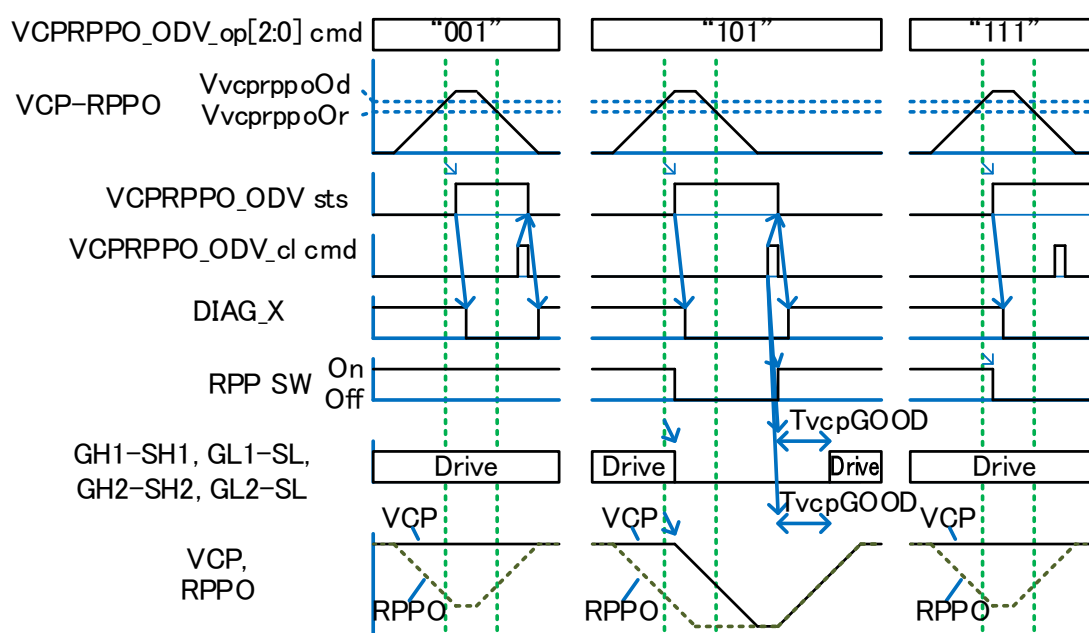 VCPRPPO_ODV_op[2:0] cmd “001” “101” “111”
VvcprppoOd
VCP-RPPO
VvcprppoOr
VCPRPPO_ODV sts
VCPRPPO_ODV_cl cmd
DIAG_X
RPP SW On
Off
TvcpGOOD
GH1-SH1, GL1-SL,
GH2-SH2, GL2-SL
Drive Drive Drive Drive
TvcpGOOD
VCP VCP VCP
VCP,
RPPO
RPPO RPPO RPPO